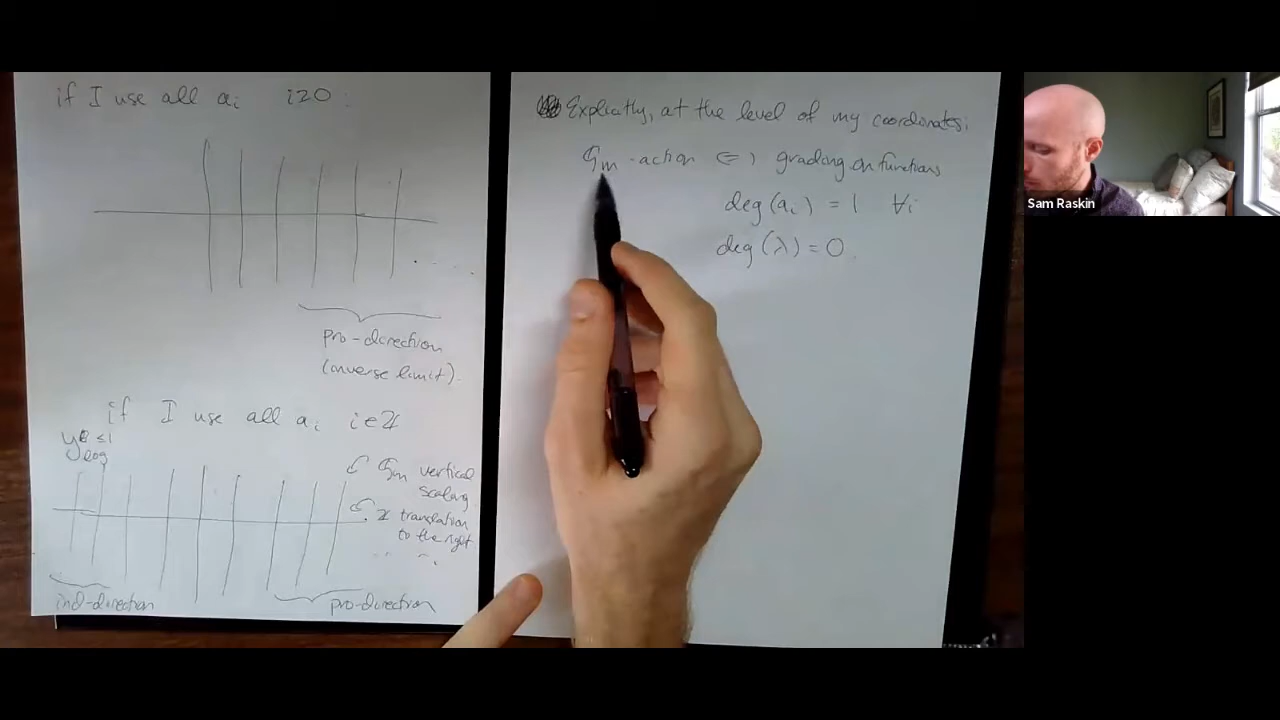 if I use all aᵢ i≥0 :
pro-direction
(inverse limit).
if I use all aᵢ i∈ℤ
≤1
log
𝔾ₘ vertical
scaling
ℤ translation
to the right
ind-direction
pro-direction
Explicitly, at the level of my coordinates:
𝔾ₘ-action ⇔ grading on functions
deg(aᵢ) = 1 ∀i
deg(λ) = 0.
Sam Raskin